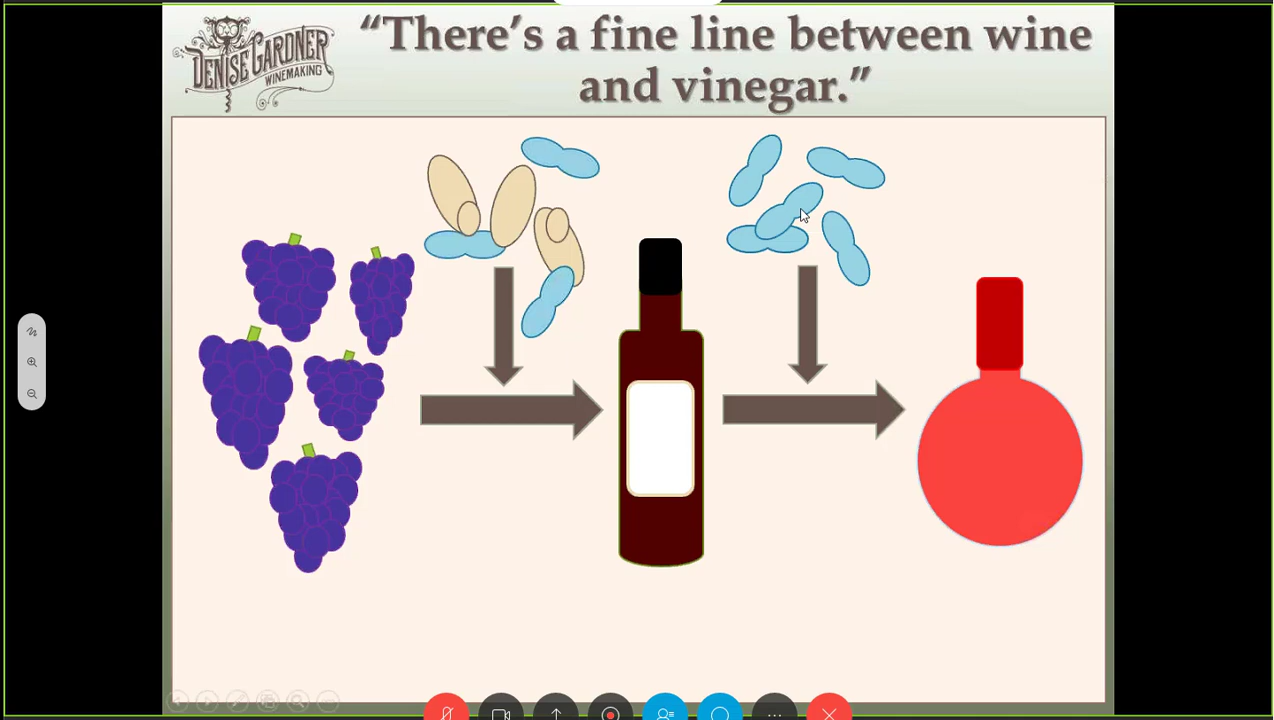 DENISE GARDNER
WINEMAKING
“There’s a fine line between wine
and vinegar.”